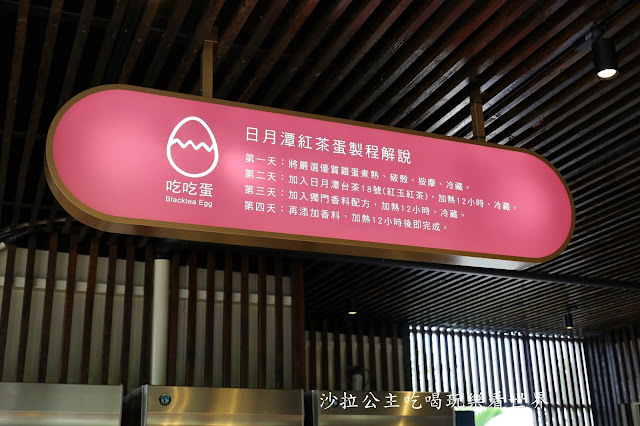 吃吃蛋
Blacktea Egg
日月潭紅茶蛋製程解說
第一天：將嚴選優質雞蛋煮熟、破殼、按摩、冷藏。
第二天：加入日月潭台茶18號(紅玉紅茶)，加熱12小時、冷藏。
第三天：加入獨門香料配方，加熱12小時、冷藏。
第四天：再添加香料，加熱12小時後即完成。
沙拉公主吃喝玩樂看世界